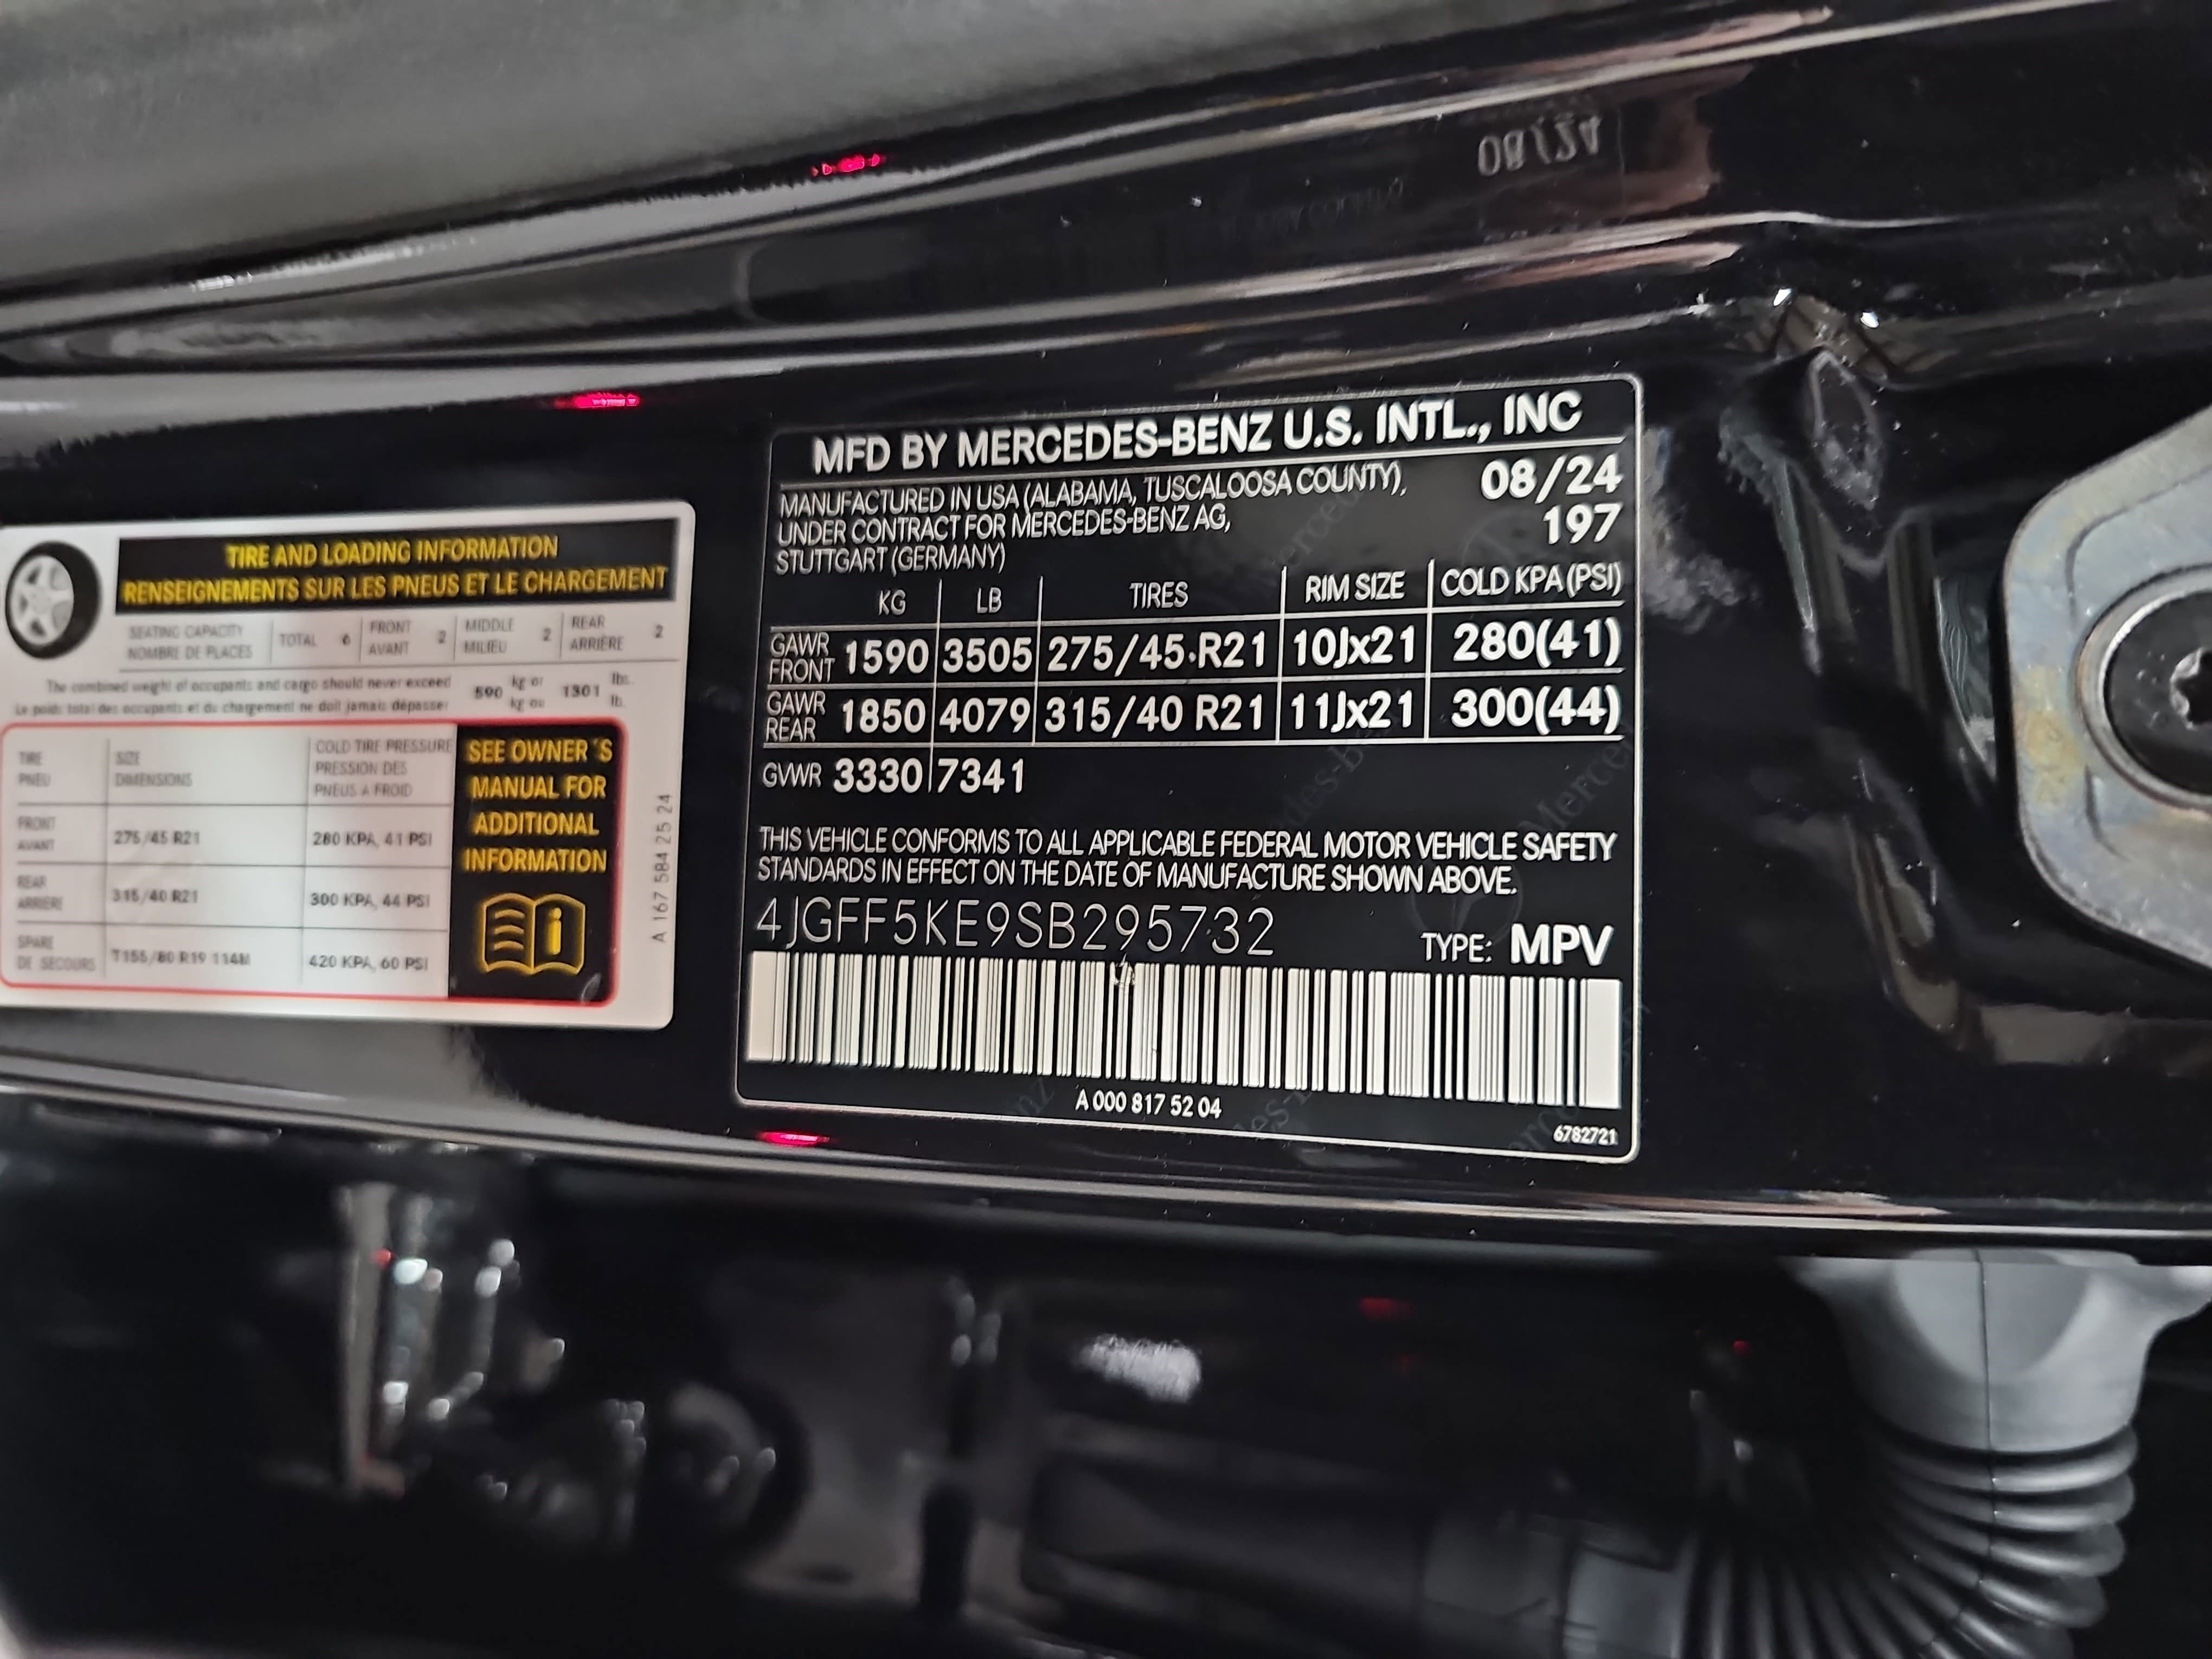 TIRE AND LOADING INFORMATION
RENSEIGNEMENTS SUR LES PNEUS ET LE CHARGEMENT
SEATING CAPACITY
NOMBRE DE PLACES
TOTAL 6
FRONT
AVANT 2
MIDDLE
MILIEU 2
REAR
ARRIÈRE 2
The combined weight of occupants and cargo should never exceed
Le poids total des occupants et du chargement ne doit jamais dépasser
590 kg or
kg ou
1301 lbs.
lb.
TIRE
PNEU
SIZE
DIMENSIONS
COLD TIRE PRESSURE
PRESSION DES
PNEUS A FROID
FRONT
AVANT
275/45 R21
280 KPA, 41 PSI
REAR
ARRIERE
315/40 R21
300 KPA, 44 PSI
SPARE
DE SECOURS
T155/80 R19 114M
420 KPA, 60 PSI
SEE OWNER´S
MANUAL FOR
ADDITIONAL
INFORMATION
A 167 584 25 24
MFD BY MERCEDES-BENZ U.S. INTL., INC
MANUFACTURED IN USA (ALABAMA, TUSCALOOSA COUNTY),
UNDER CONTRACT FOR MERCEDES-BENZ AG,
STUTTGART (GERMANY)
08/24
197
KG LB TIRES RIM SIZE COLD KPA (PSI)
GAWR
FRONT 1590 3505 275/45 R21 10Jx21 280(41)
GAWR
REAR 1850 4079 315/40 R21 11Jx21 300(44)
GVWR 3330 7341
THIS VEHICLE CONFORMS TO ALL APPLICABLE FEDERAL MOTOR VEHICLE SAFETY
STANDARDS IN EFFECT ON THE DATE OF MANUFACTURE SHOWN ABOVE.
4JGFF5KE9SB295732
TYPE: MPV
A 000 817 52 04
6782721